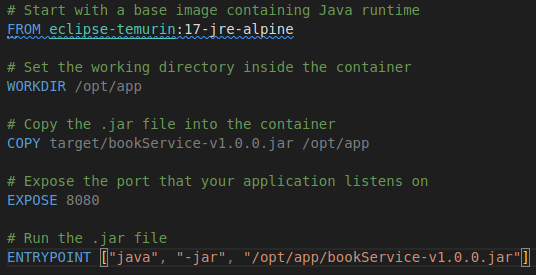 # Start with a base image containing Java runtime
FROM eclipse-temurin:17-jre-alpine
# Set the working directory inside the container
WORKDIR /opt/app
# Copy the .jar file into the container
COPY target/bookService-v1.0.0.jar /opt/app
# Expose the port that your application listens on
EXPOSE 8080
# Run the .jar file
ENTRYPOINT ["java", "-jar", "/opt/app/bookService-v1.0.0.jar"]